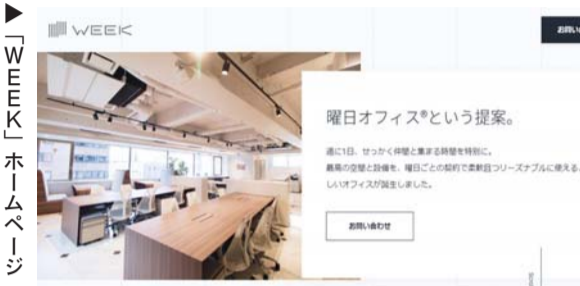 ▶「WEEK」ホームページ
WEEK
お問い
曜日オフィス®という提案。
週に1日、せっかく仲間と集まる時間を特別に。
最高の空間と設備を、曜日ごとの契約で柔軟且つリーズナブルに使える、
しいオフィスが誕生しました。
お問い合わせ